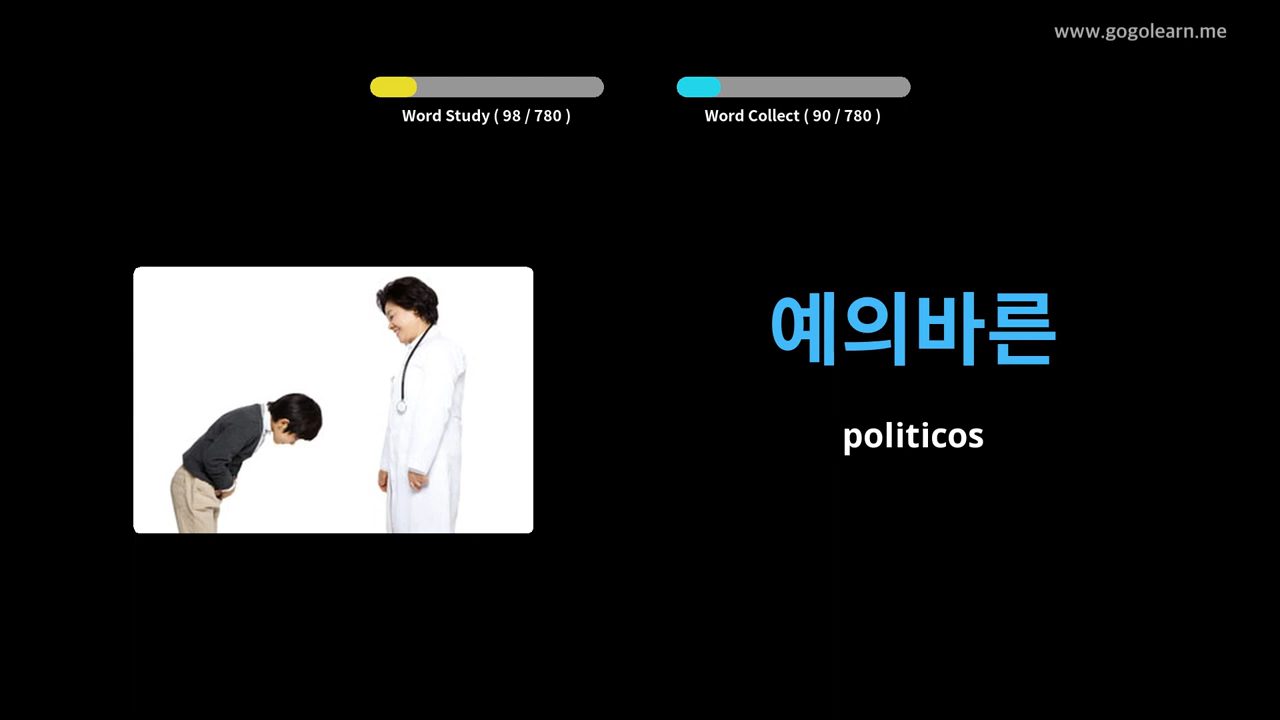 www.gogolearn.me
Word Study ( 98 / 780 )
Word Collect ( 90 / 780 )
예의바른
politicos